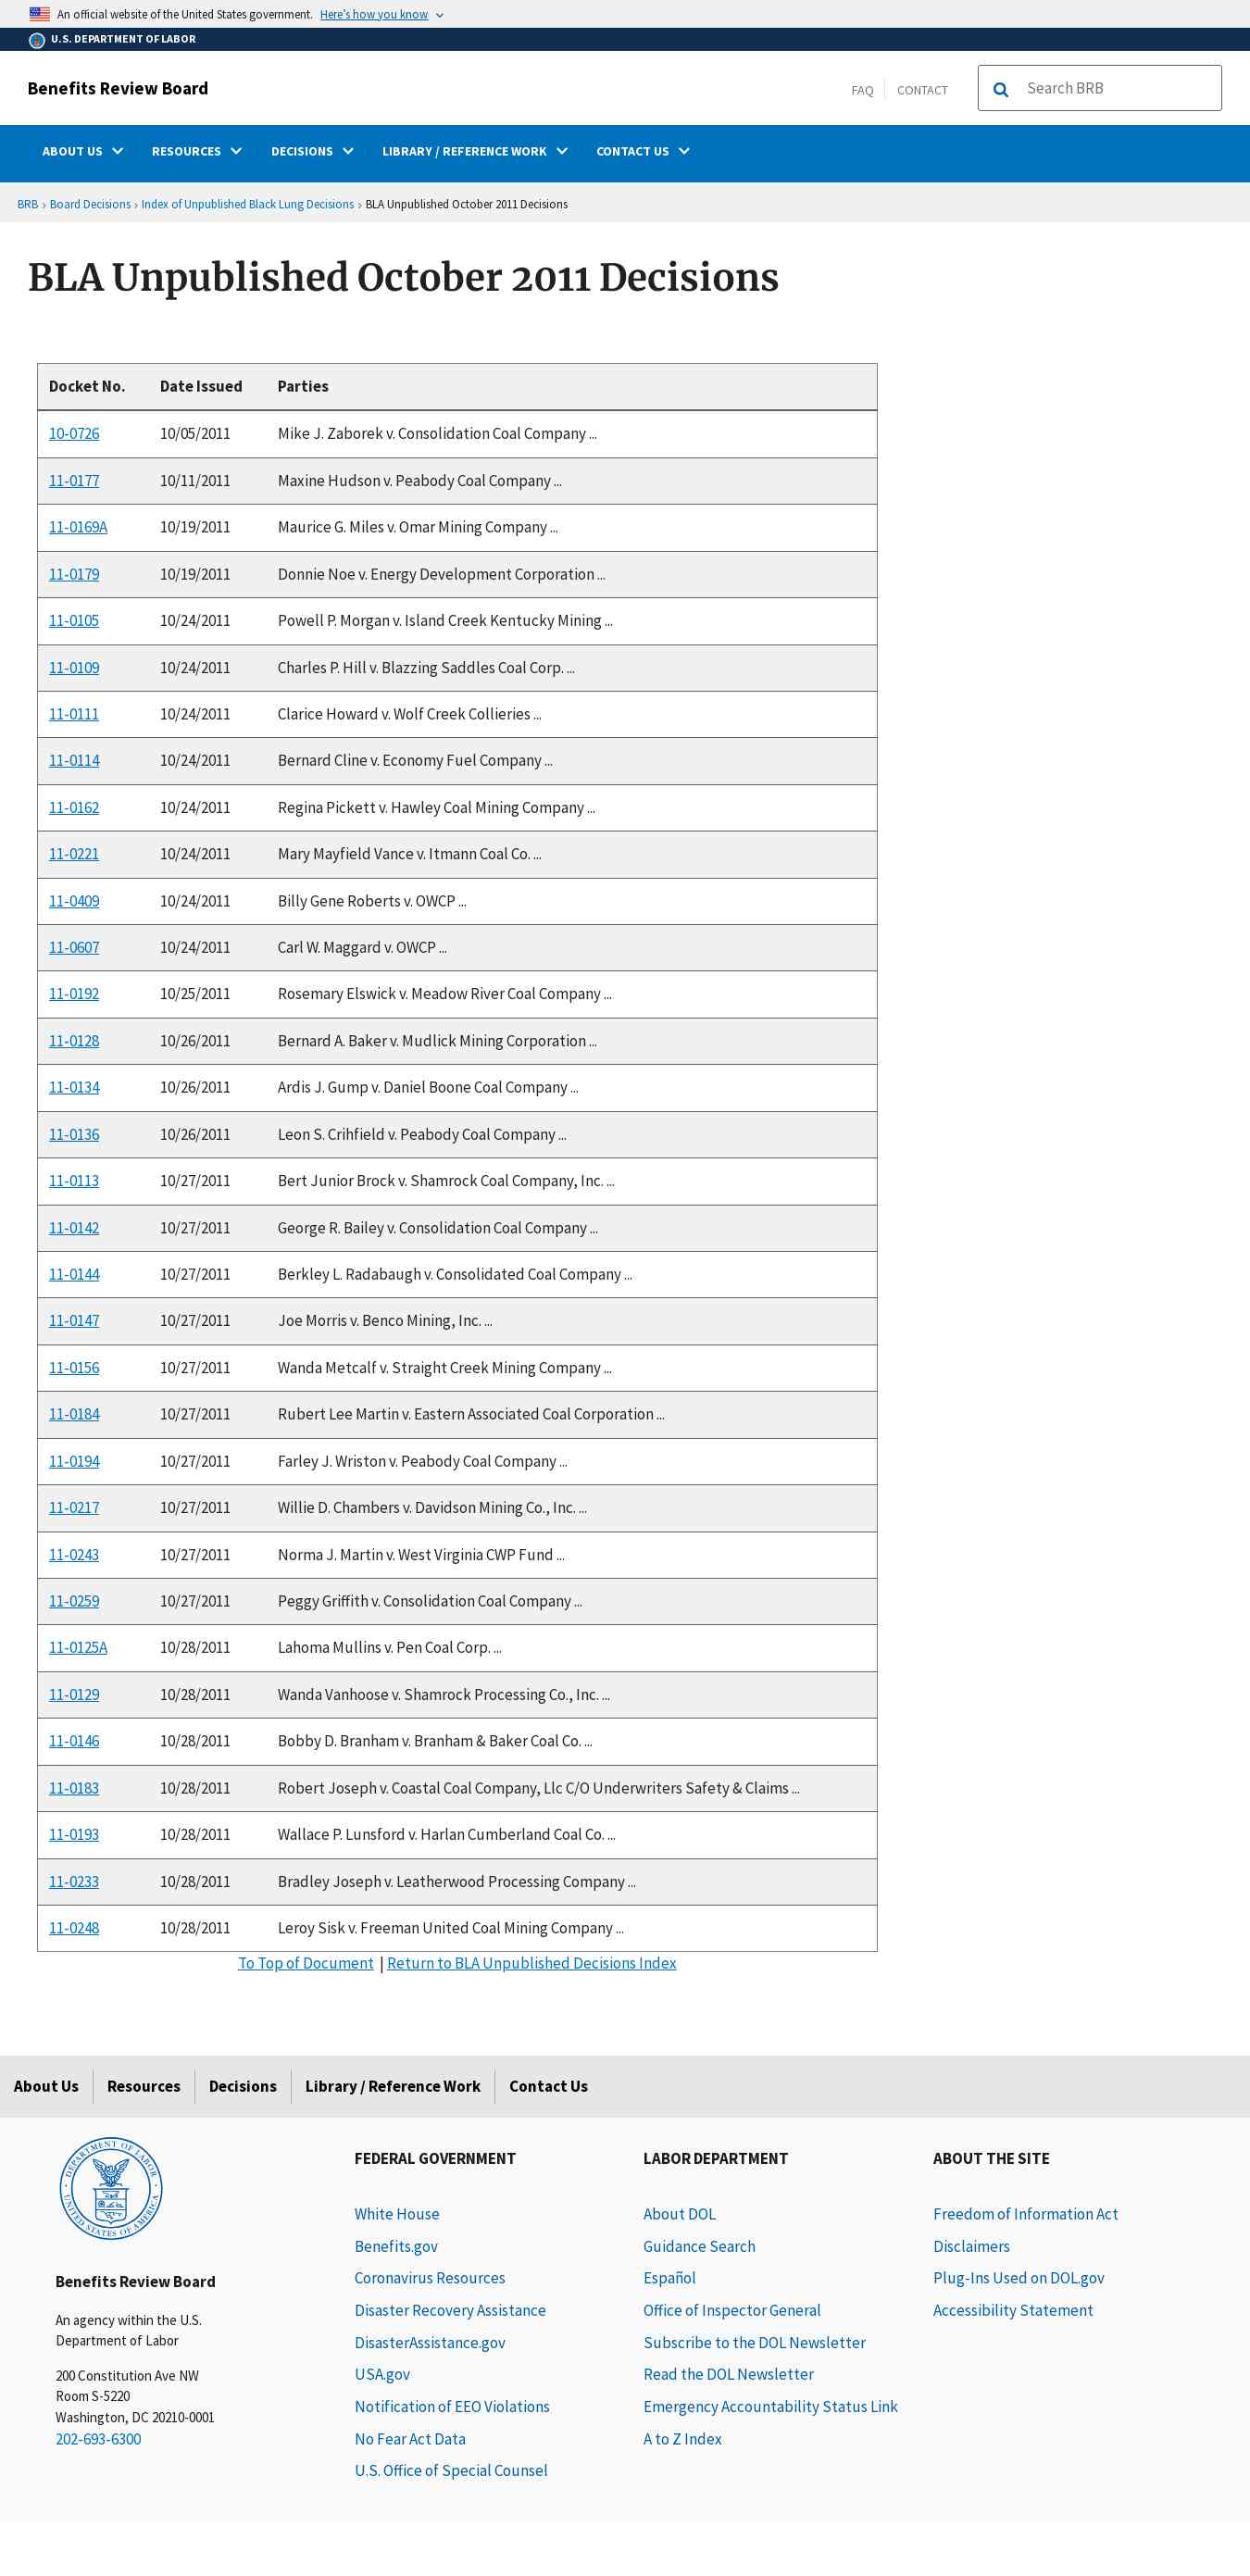 An official website of the United States government. Here's how you know
U.S. DEPARTMENT OF LABOR
Benefits Review Board
FAQ
CONTACT
Search BRB
ABOUT US
RESOURCES
DECISIONS
LIBRARY / REFERENCE WORK
CONTACT US
BRB › Board Decisions › Index of Unpublished Black Lung Decisions › BLA Unpublished October 2011 Decisions
BLA Unpublished October 2011 Decisions
Docket No. Date Issued Parties
10-0726 10/05/2011 Mike J. Zaborek v. Consolidation Coal Company ...
11-0177 10/11/2011 Maxine Hudson v. Peabody Coal Company ...
11-0169A 10/19/2011 Maurice G. Miles v. Omar Mining Company ...
11-0179 10/19/2011 Donnie Noe v. Energy Development Corporation ...
11-0105 10/24/2011 Powell P. Morgan v. Island Creek Kentucky Mining ...
11-0109 10/24/2011 Charles P. Hill v. Blazzing Saddles Coal Corp. ...
11-0111 10/24/2011 Clarice Howard v. Wolf Creek Collieries ...
11-0114 10/24/2011 Bernard Cline v. Economy Fuel Company ...
11-0162 10/24/2011 Regina Pickett v. Hawley Coal Mining Company ...
11-0221 10/24/2011 Mary Mayfield Vance v. Itmann Coal Co. ...
11-0409 10/24/2011 Billy Gene Roberts v. OWCP ...
11-0607 10/24/2011 Carl W. Maggard v. OWCP ...
11-0192 10/25/2011 Rosemary Elswick v. Meadow River Coal Company ...
11-0128 10/26/2011 Bernard A. Baker v. Mudlick Mining Corporation ...
11-0134 10/26/2011 Ardis J. Gump v. Daniel Boone Coal Company ...
11-0136 10/26/2011 Leon S. Crihfield v. Peabody Coal Company ...
11-0113 10/27/2011 Bert Junior Brock v. Shamrock Coal Company, Inc. ...
11-0142 10/27/2011 George R. Bailey v. Consolidation Coal Company ...
11-0144 10/27/2011 Berkley L. Radabaugh v. Consolidated Coal Company ...
11-0147 10/27/2011 Joe Morris v. Benco Mining, Inc. ...
11-0156 10/27/2011 Wanda Metcalf v. Straight Creek Mining Company ...
11-0184 10/27/2011 Rubert Lee Martin v. Eastern Associated Coal Corporation ...
11-0194 10/27/2011 Farley J. Wriston v. Peabody Coal Company ...
11-0217 10/27/2011 Willie D. Chambers v. Davidson Mining Co., Inc. ...
11-0243 10/27/2011 Norma J. Martin v. West Virginia CWP Fund ...
11-0259 10/27/2011 Peggy Griffith v. Consolidation Coal Company ...
11-0125A 10/28/2011 Lahoma Mullins v. Pen Coal Corp. ...
11-0129 10/28/2011 Wanda Vanhoose v. Shamrock Processing Co., Inc. ...
11-0146 10/28/2011 Bobby D. Branham v. Branham & Baker Coal Co. ...
11-0183 10/28/2011 Robert Joseph v. Coastal Coal Company, Llc C/O Underwriters Safety & Claims ...
11-0193 10/28/2011 Wallace P. Lunsford v. Harlan Cumberland Coal Co. ...
11-0233 10/28/2011 Bradley Joseph v. Leatherwood Processing Company ...
11-0248 10/28/2011 Leroy Sisk v. Freeman United Coal Mining Company ...
To Top of Document | Return to BLA Unpublished Decisions Index
About Us
Resources
Decisions
Library / Reference Work
Contact Us
DEPARTMENT OF LABOR
UNITED STATES OF AMERICA
Benefits Review Board
An agency within the U.S.
Department of Labor
200 Constitution Ave NW
Room S-5220
Washington, DC 20210-0001
202-693-6300
FEDERAL GOVERNMENT
White House
Benefits.gov
Coronavirus Resources
Disaster Recovery Assistance
DisasterAssistance.gov
USA.gov
Notification of EEO Violations
No Fear Act Data
U.S. Office of Special Counsel
LABOR DEPARTMENT
About DOL
Guidance Search
Español
Office of Inspector General
Subscribe to the DOL Newsletter
Read the DOL Newsletter
Emergency Accountability Status Link
A to Z Index
ABOUT THE SITE
Freedom of Information Act
Disclaimers
Plug-Ins Used on DOL.gov
Accessibility Statement